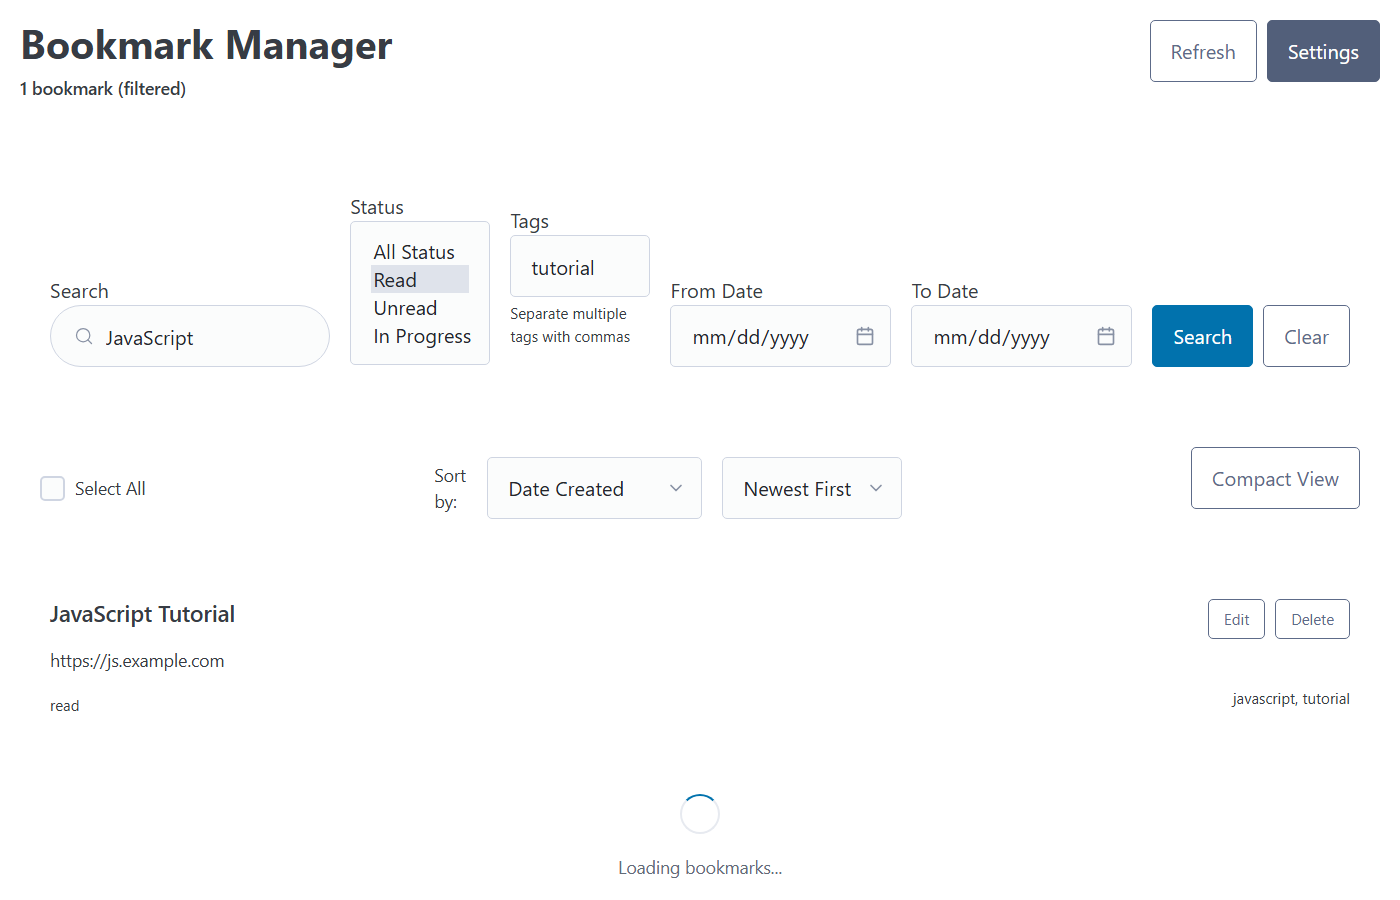 Bookmark Manager
1 bookmark (filtered)
Refresh
Settings
Search
JavaScript
Status
All Status
Read
Unread
In Progress
Tags
tutorial
Separate multiple
tags with commas
From Date
mm/dd/yyyy
To Date
mm/dd/yyyy
Search
Clear
Select All
Sort
by:
Date Created
Newest First
Compact View
JavaScript Tutorial
Edit
Delete
https://js.example.com
read
javascript, tutorial
Loading bookmarks...